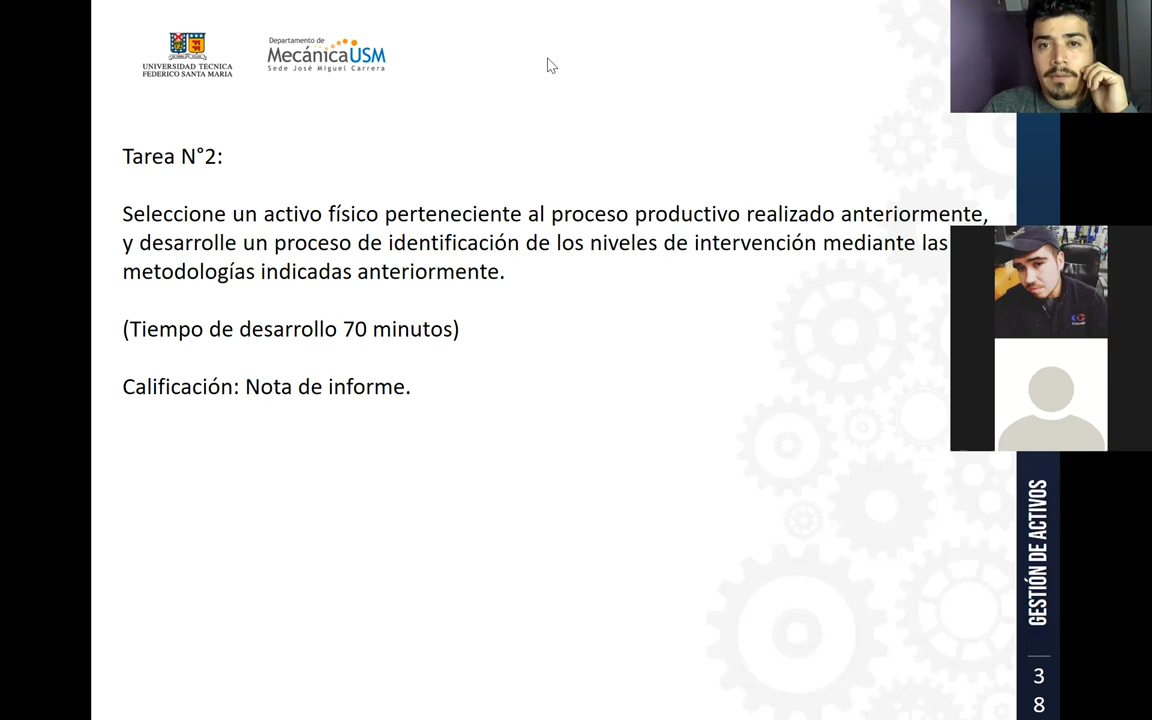 UNIVERSIDAD TECNICA
FEDERICO SANTA MARIA
Departamento de
MecánicaUSM
Sede José Miguel Carrera
Tarea N°2:
Seleccione un activo físico perteneciente al proceso productivo realizado anteriormente,
y desarrolle un proceso de identificación de los niveles de intervención mediante las
metodologías indicadas anteriormente.
(Tiempo de desarrollo 70 minutos)
Calificación: Nota de informe.
GESTIÓN DE ACTIVOS
3
8